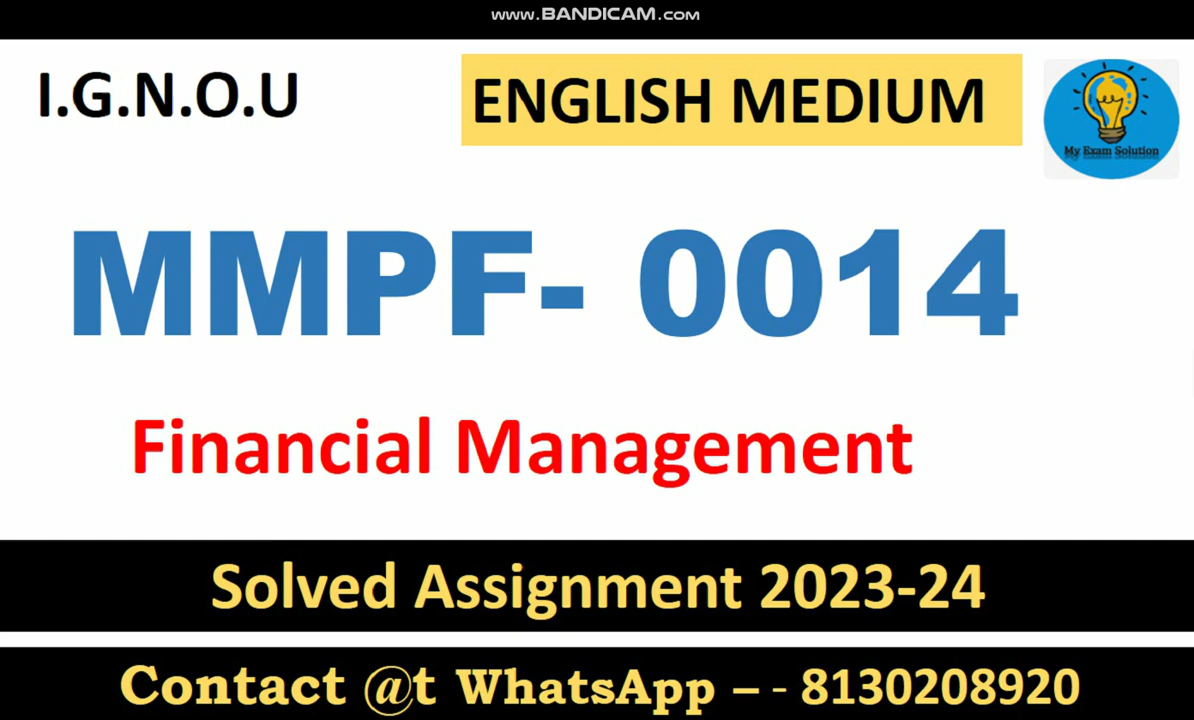 www.BANDICAM.com
I.G.N.O.U
ENGLISH MEDIUM
My Exam Solution
MMPF- 0014
Financial Management
Solved Assignment 2023-24
Contact @t WhatsApp – - 8130208920